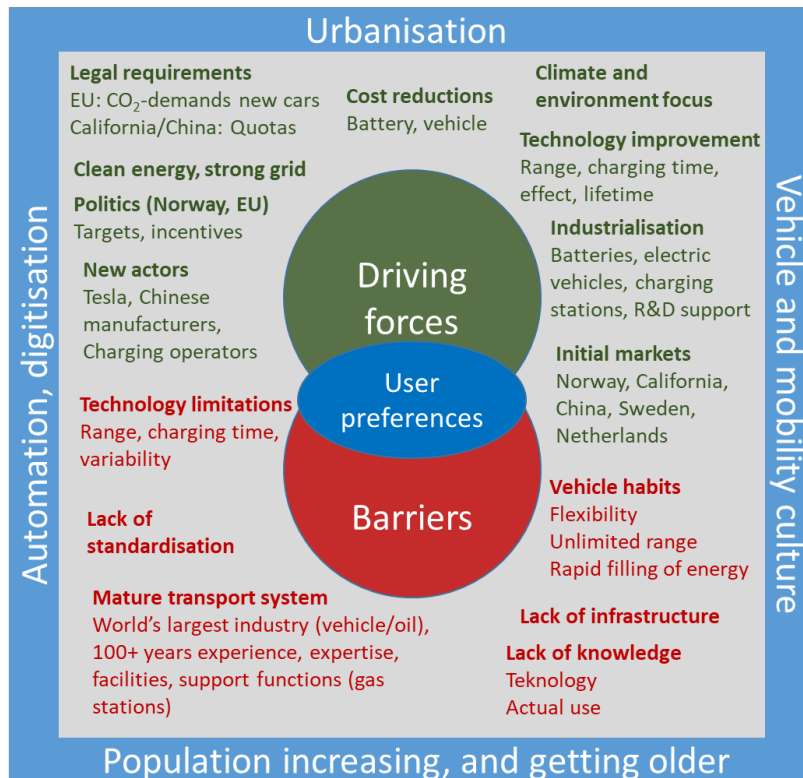 Urbanisation
Legal requirements
EU: CO₂-demands new cars
California/China: Quotas
Cost reductions
Battery, vehicle
Climate and
environment focus
Clean energy, strong grid
Politics (Norway, EU)
Targets, incentives
Technology improvement
Range, charging time,
effect, lifetime
New actors
Tesla, Chinese
manufacturers,
Charging operators
Industrialisation
Batteries, electric
vehicles, charging
stations, R&D support
Driving
forces
Initial markets
Norway, California,
China, Sweden,
Netherlands
User
preferences
Technology limitations
Range, charging time,
variability
Barriers
Vehicle habits
Flexibility
Unlimited range
Rapid filling of energy
Lack of
standardisation
Mature transport system
World's largest industry (vehicle/oil),
100+ years experience, expertise,
facilities, support functions (gas
stations)
Lack of infrastructure
Lack of knowledge
Teknology
Actual use
Automation, digitisation
Vehicle and mobility culture
Population increasing, and getting older